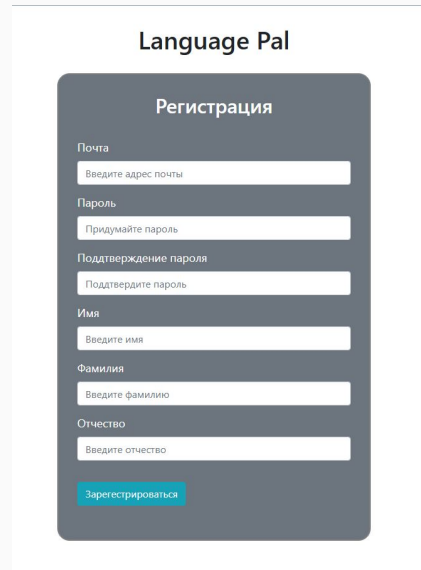 Language Pal
Регистрация
Почта
Введите адрес почты
Пароль
Придумайте пароль
Поддтверждение пароля
Поддтвердите пароль
Имя
Введите имя
Фамилия
Введите фамилию
Отчество
Введите отчество
Зарегестрироваться